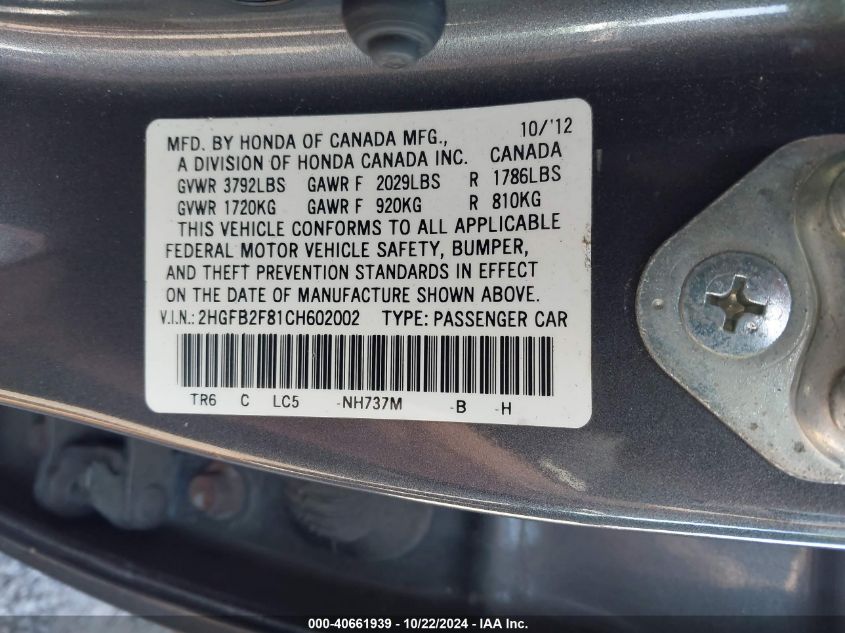 10/'12
MFD. BY HONDA OF CANADA MFG.,
A DIVISION OF HONDA CANADA INC. CANADA
GVWR 3792LBS GAWR F 2029LBS R 1786LBS
GVWR 1720KG GAWR F 920KG R 810KG
THIS VEHICLE CONFORMS TO ALL APPLICABLE
FEDERAL MOTOR VEHICLE SAFETY, BUMPER,
AND THEFT PREVENTION STANDARDS IN EFFECT
ON THE DATE OF MANUFACTURE SHOWN ABOVE.
V.I.N.: 2HGFB2F81CH602002 TYPE: PASSENGER CAR
TR6 C LC5 -NH737M -B -H
000-40661939 - 10/22/2024 - IAA Inc.